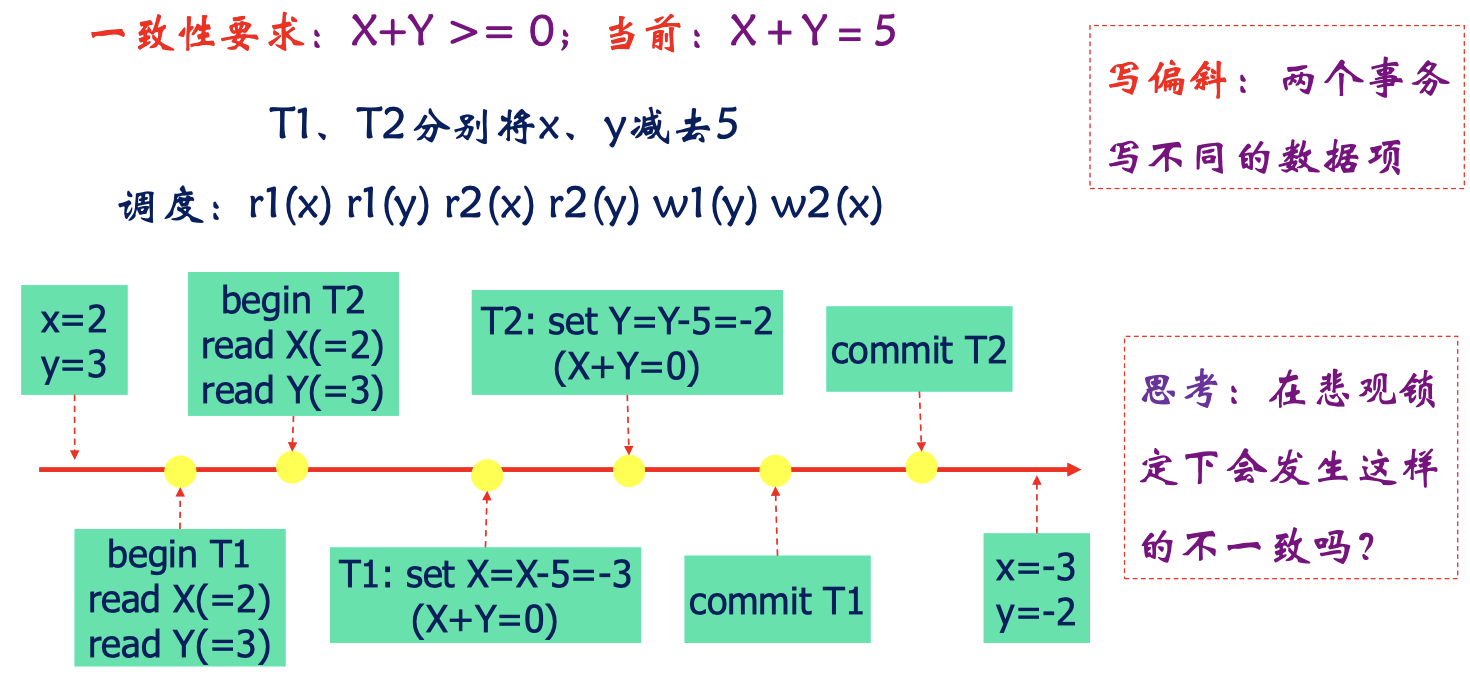 一致性要求：X+Y >= 0；当前：X + Y = 5
T1、T2分别将x、y减去5
调度：r1(x) r1(y) r2(x) r2(y) w1(y) w2(x)
写偏斜：两个事务
写不同的数据项
x=2
y=3
begin T2
read X(=2)
read Y(=3)
T2: set Y=Y-5=-2
(X+Y=0)
commit T2
begin T1
read X(=2)
read Y(=3)
T1: set X=X-5=-3
(X+Y=0)
commit T1
x=-3
y=-2
思考：在悲观锁
定下会发生这样
的不一致吗？